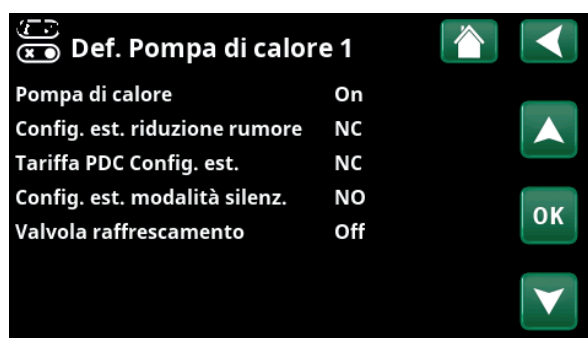 Def. Pompa di calore 1
Pompa di calore On
Config. est. riduzione rumore NC
Tariffa PDC Config. est. NC
Config. est. modalità silenz. NO
OK
Valvola raffrescamento Off